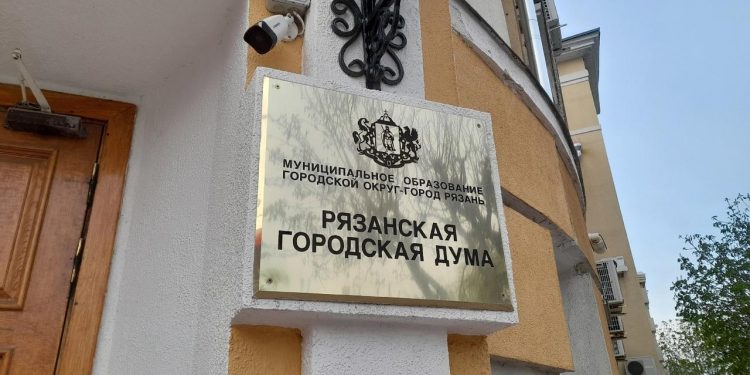 МУНИЦИПАЛЬНОЕ ОБРАЗОВАНИЕ
ГОРОДСКОЙ ОКРУГ-ГОРОД РЯЗАНЬ
РЯЗАНСКАЯ
ГОРОДСКАЯ ДУМА